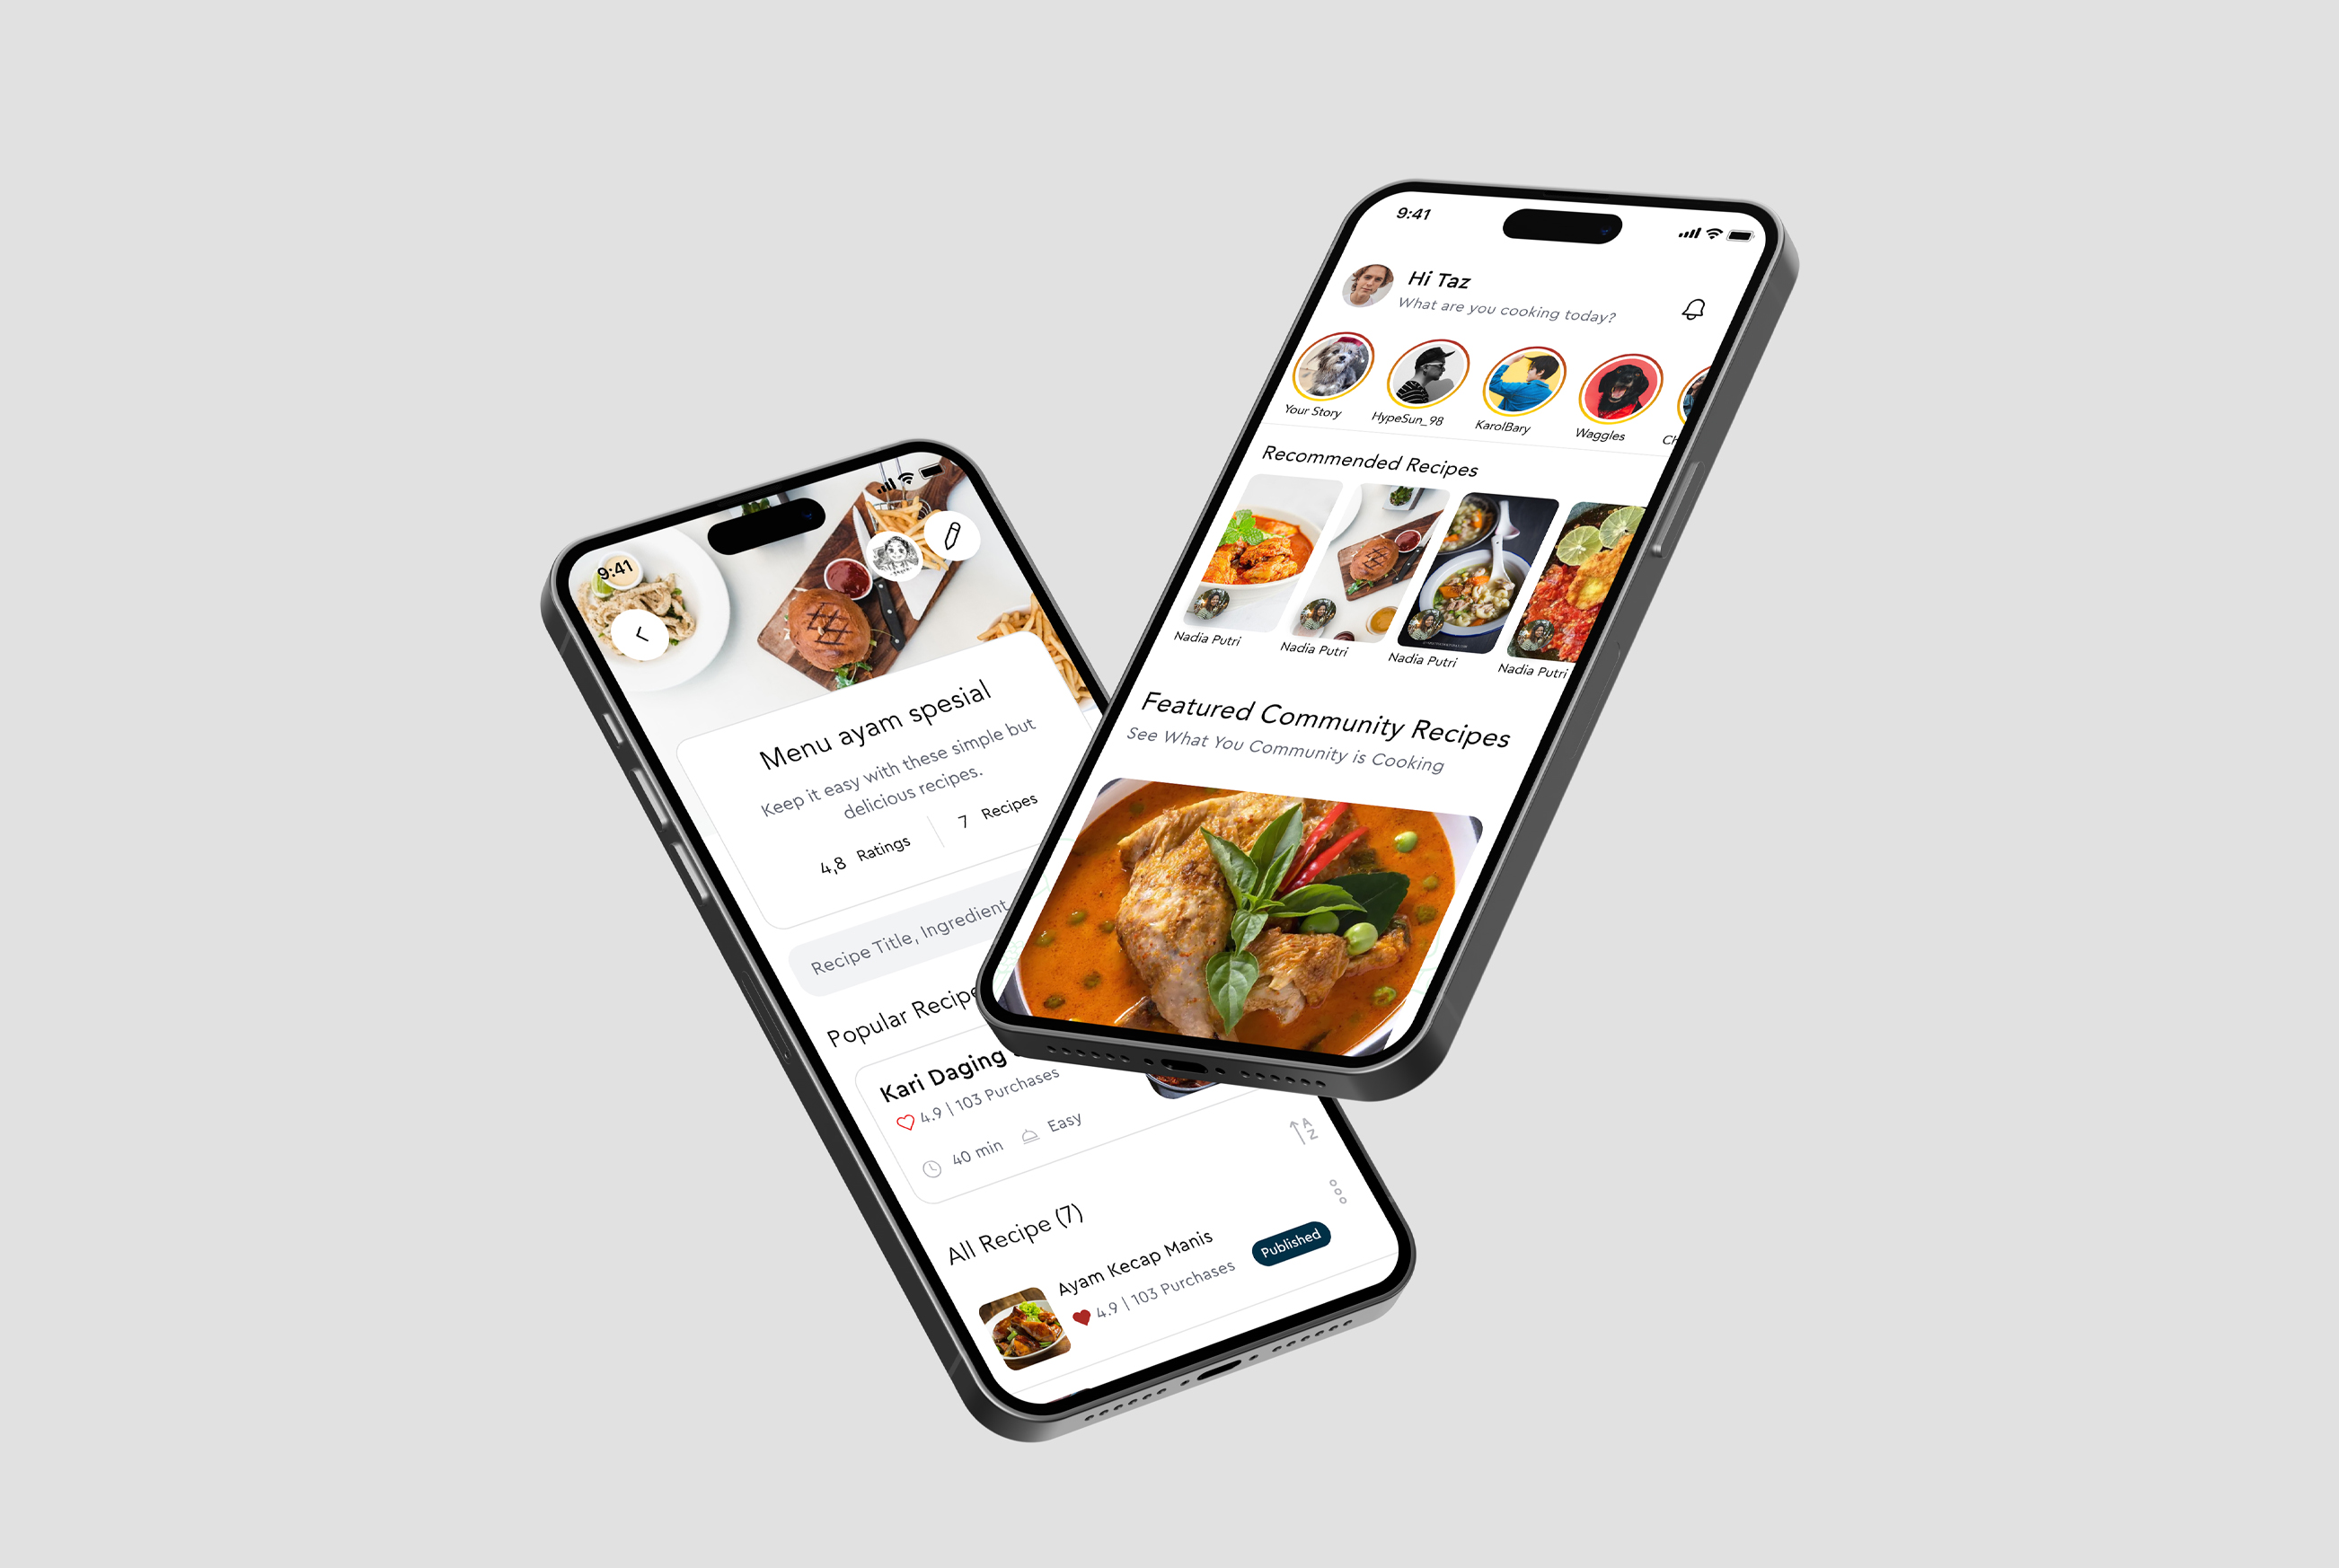 9:41
Menu ayam spesial
Keep it easy with these simple but
delicious recipes.
4,8 Ratings
7 Recipes
Recipe Title, Ingredient
Popular
Kari Daging
4.9 | 103 Purchases
40 min
Easy
A
Z
All Recipe (7)
Ayam Kecap Manis
4.9 | 103 Purchases
Published
9:41
Hi Taz
What are you cooking today?
Your Story
HypeSun_98
KarolBary
Waggles
Ch
Recommended Recipes
Nadia Putri
Nadia Putri
Nadia Putri
Nadia Putri
Featured Community Recipes
See What You Community is Cooking